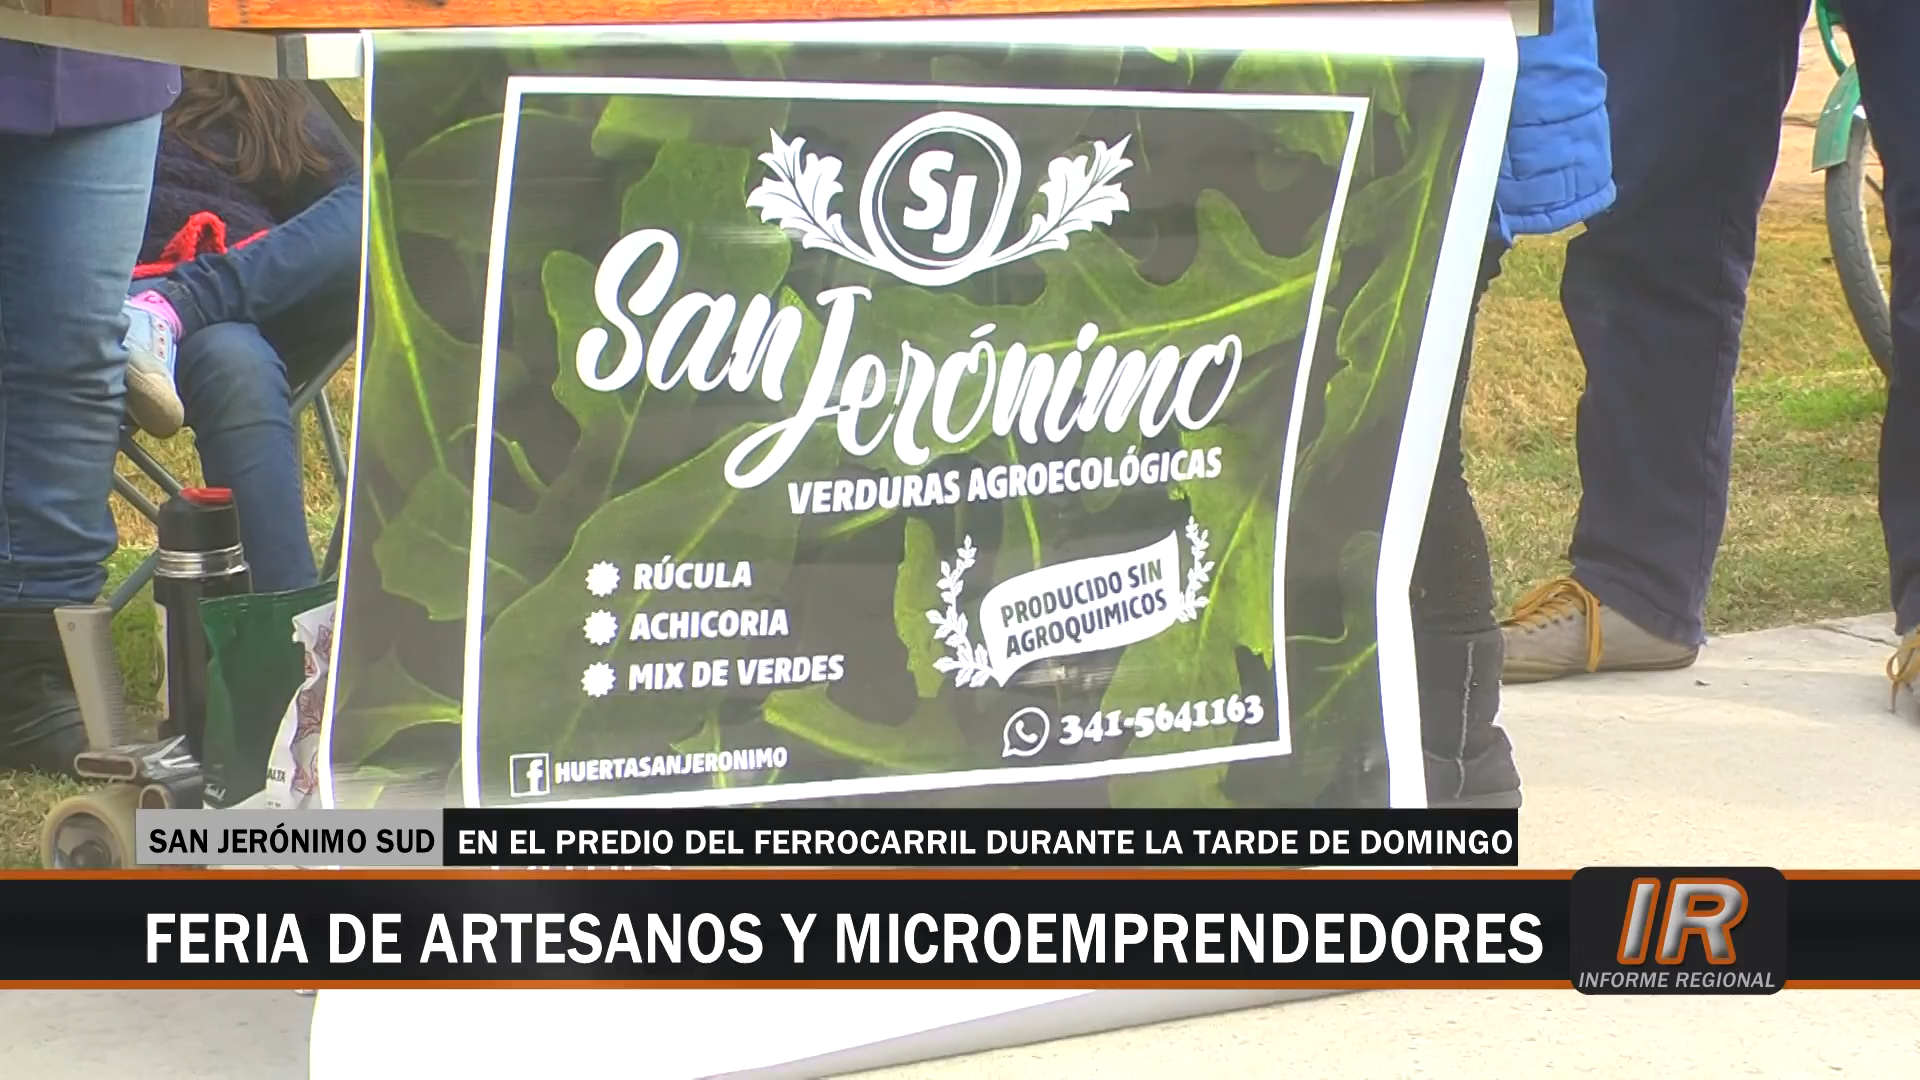 SJ
San Jerónimo
VERDURAS AGROECOLÓGICAS
RÚCULA
ACHICORIA
MIX DE VERDES
PRODUCIDO SIN
AGROQUIMICOS
341-5641163
HUERTASANJERONIMO
SAN JERÓNIMO SUD EN EL PREDIO DEL FERROCARRIL DURANTE LA TARDE DE DOMINGO
FERIA DE ARTESANOS Y MICROEMPRENDEDORES
IR
INFORME REGIONAL